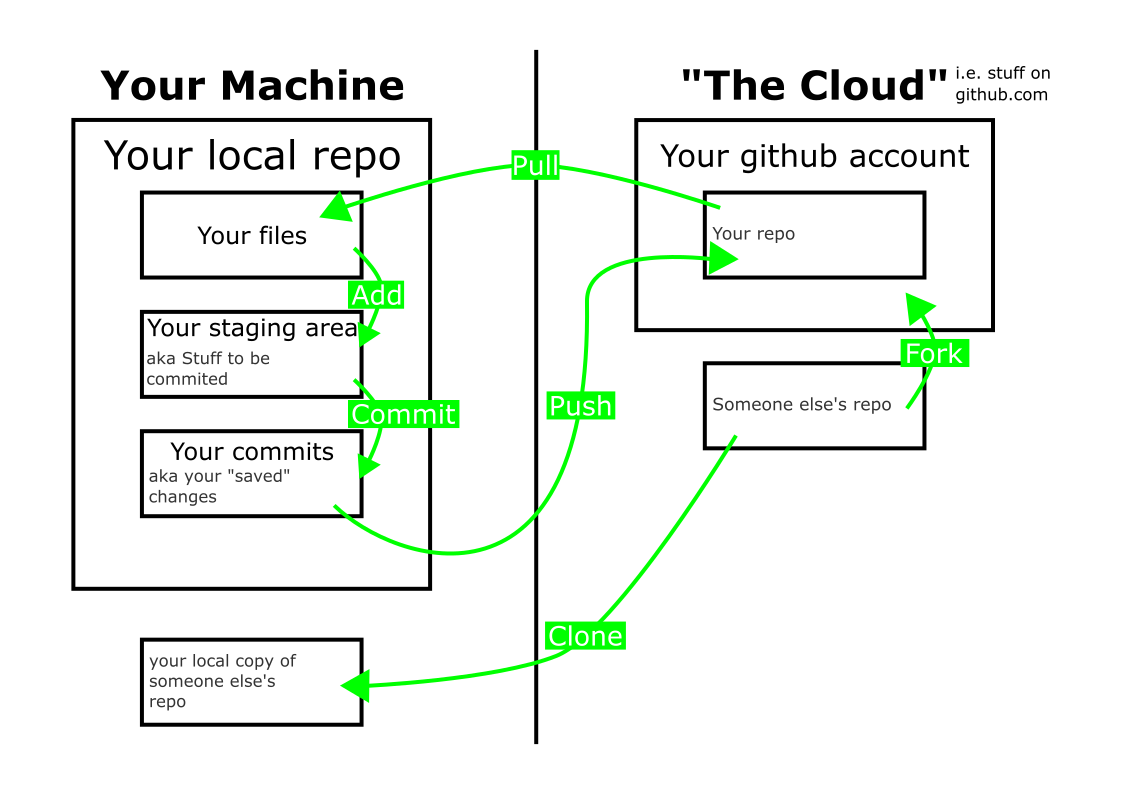 Your Machine
"The Cloud"
i.e. stuff on
github.com
Your local repo
Your github account
Pull
Your files
Your repo
Add
Your staging area
aka Stuff to be
commited
Fork
Someone else's repo
Push
Commit
Your commits
aka your "saved"
changes
Clone
your local copy of
someone else's
repo